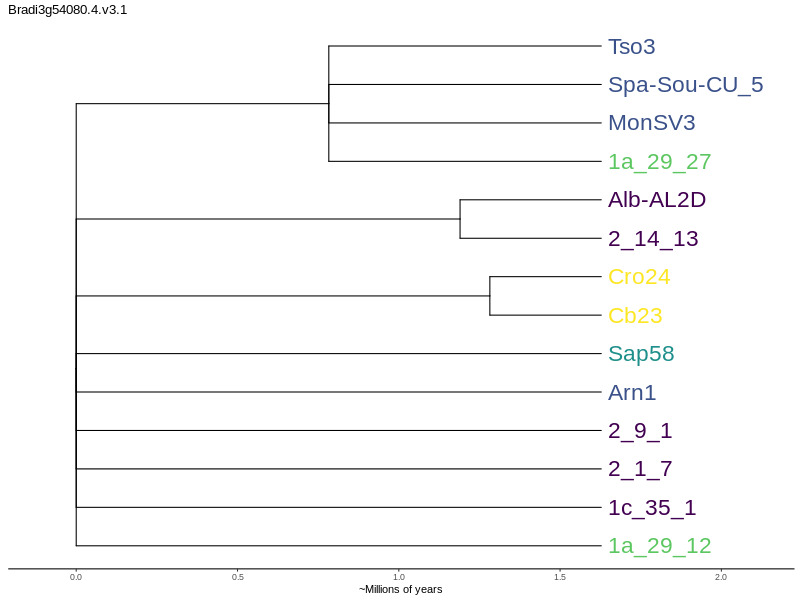 Bradi3g54080.4.v3.1
Tso3
Spa-Sou-CU_5
MonSV3
1a_29_27
Alb-AL2D
2_14_13
Cro24
Cb23
Sap58
Arn1
2_9_1
2_1_7
1c_35_1
1a_29_12
0.0 0.5 1.0 1.5 2.0
~Millions of years